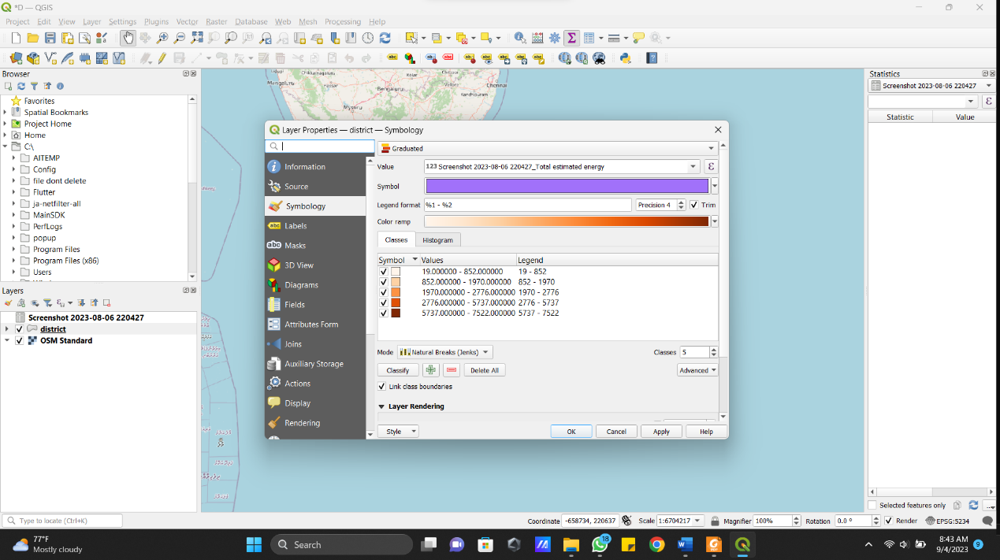 *D — QGIS
Project Edit View Layer Settings Plugins Vector Raster Database Web Mesh Processing Help
Browser
Favorites
Spatial Bookmarks
Project Home
Home
C:\
AITEMP
Config
file dont delete
Flutter
ja-netfilter-all
MainSDK
PerfLogs
popup
Program Files
Program Files (x86)
Users
Layers
Screenshot 2023-08-06 220427
district
OSM Standard
Mangaluru
Bengaluru
Chennai
Mysuru
Kanchipuram
Layer Properties — district — Symbology
Information
Source
Symbology
Labels
Masks
3D View
Diagrams
Fields
Attributes Form
Joins
Auxiliary Storage
Actions
Display
Rendering
Graduated
Value 123 Screenshot 2023-08-06 220427_Total estimated energy ε
Symbol
Legend format %1 - %2 Precision 4 Trim
Color ramp
Classes Histogram
Symbol Values Legend
19.000000 - 852.000000 19 - 852
852.000000 - 1970.000000 852 - 1970
1970.000000 - 2776.000000 1970 - 2776
2776.000000 - 5737.000000 2776 - 5737
5737.000000 - 7522.000000 5737 - 7522
Mode Natural Breaks (Jenks) Classes 5
Classify Delete All Advanced
Link class boundaries
Layer Rendering
Style OK Cancel Apply Help
Statistics
Screenshot 2023-08-06 220427
ε
Statistic Value
Selected features only
Type to locate (Ctrl+K) Coordinate -658734, 220637 Scale 1:6704217 Magnifier 100% Rotation 0.0 ° Render EPSG:5234
77°F
Mostly cloudy
Search
18
8:43 AM
9/4/2023
9